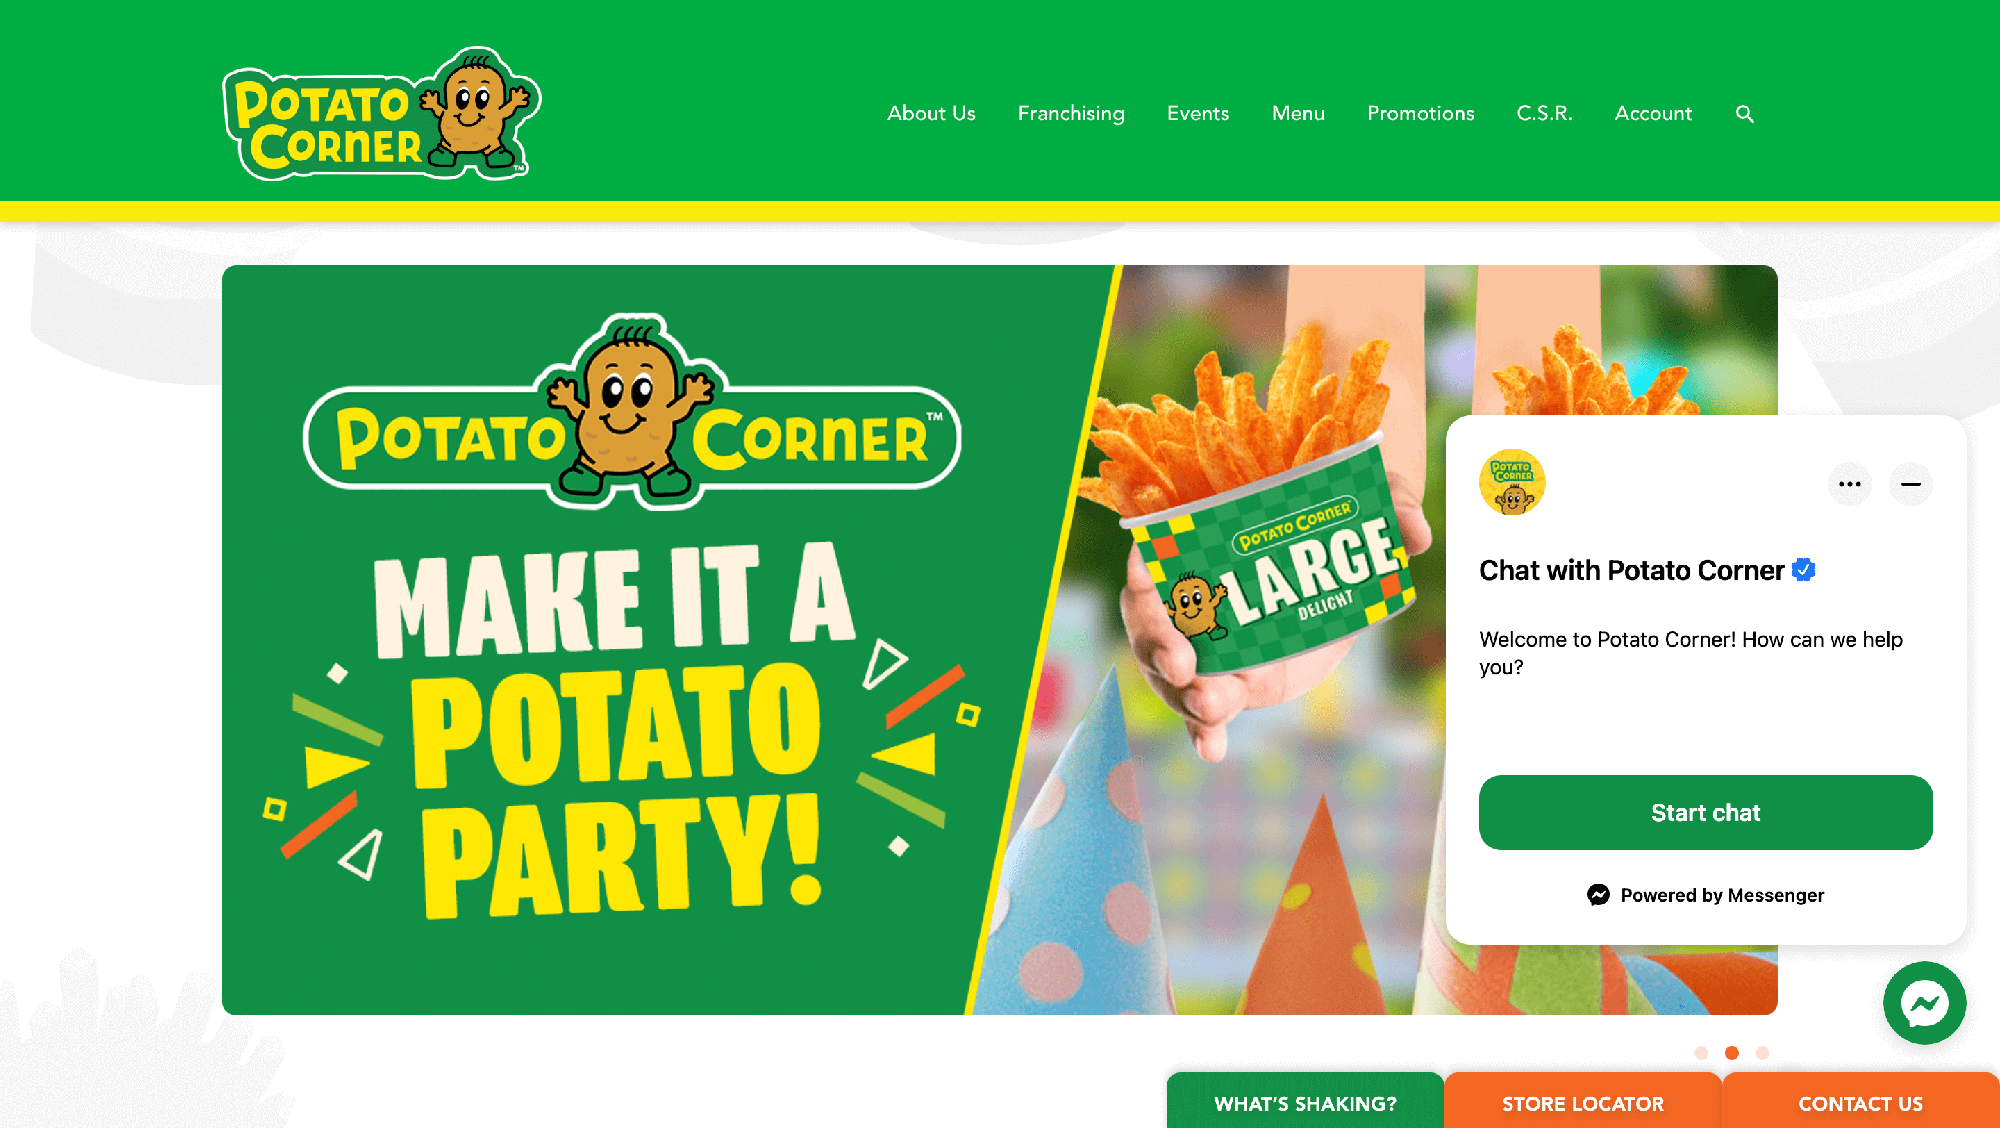 POTATO
CORNER
TM
About Us
Franchising
Events
Menu
Promotions
C.S.R.
Account
POTATO CORNER™
MAKE IT A
POTATO
PARTY!
POTATO CORNER
LARGE
DELIGHT
POTATO
CORNER
Chat with Potato Corner
Welcome to Potato Corner! How can we help
you?
Start chat
Powered by Messenger
WHAT'S SHAKING?
STORE LOCATOR
CONTACT US